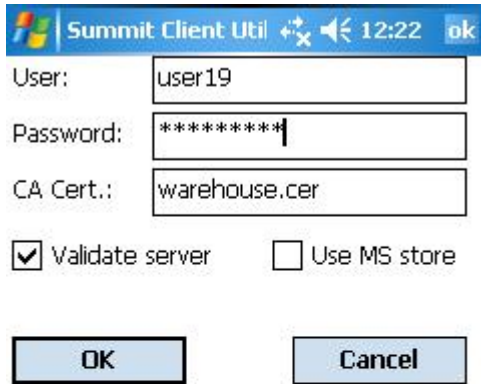 Summit Client Util 12:22 ok
User: user19
Password: *********
CA Cert.: warehouse.cer
Validate server Use MS store
OK Cancel